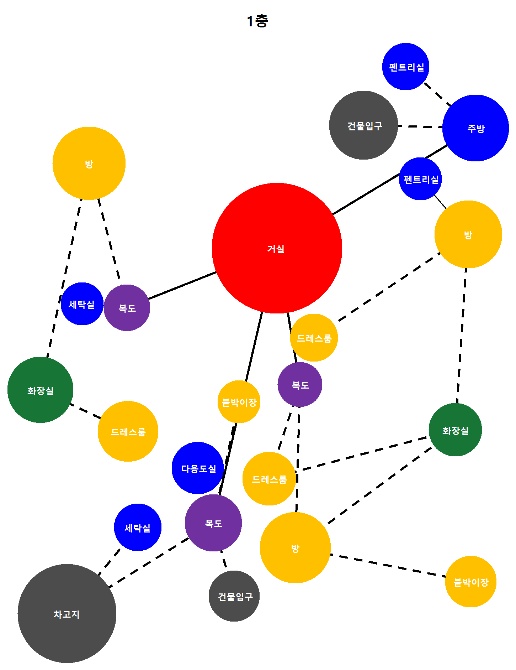 1층
펜트리실
건물입구
주방
방
펜트리실
방
거실
세탁실
복도
드레스룸
복도
화장실
붙박이장
드레스룸
화장실
다용도실
드레스룸
세탁실
복도
방
붙박이장
건물입구
차고지